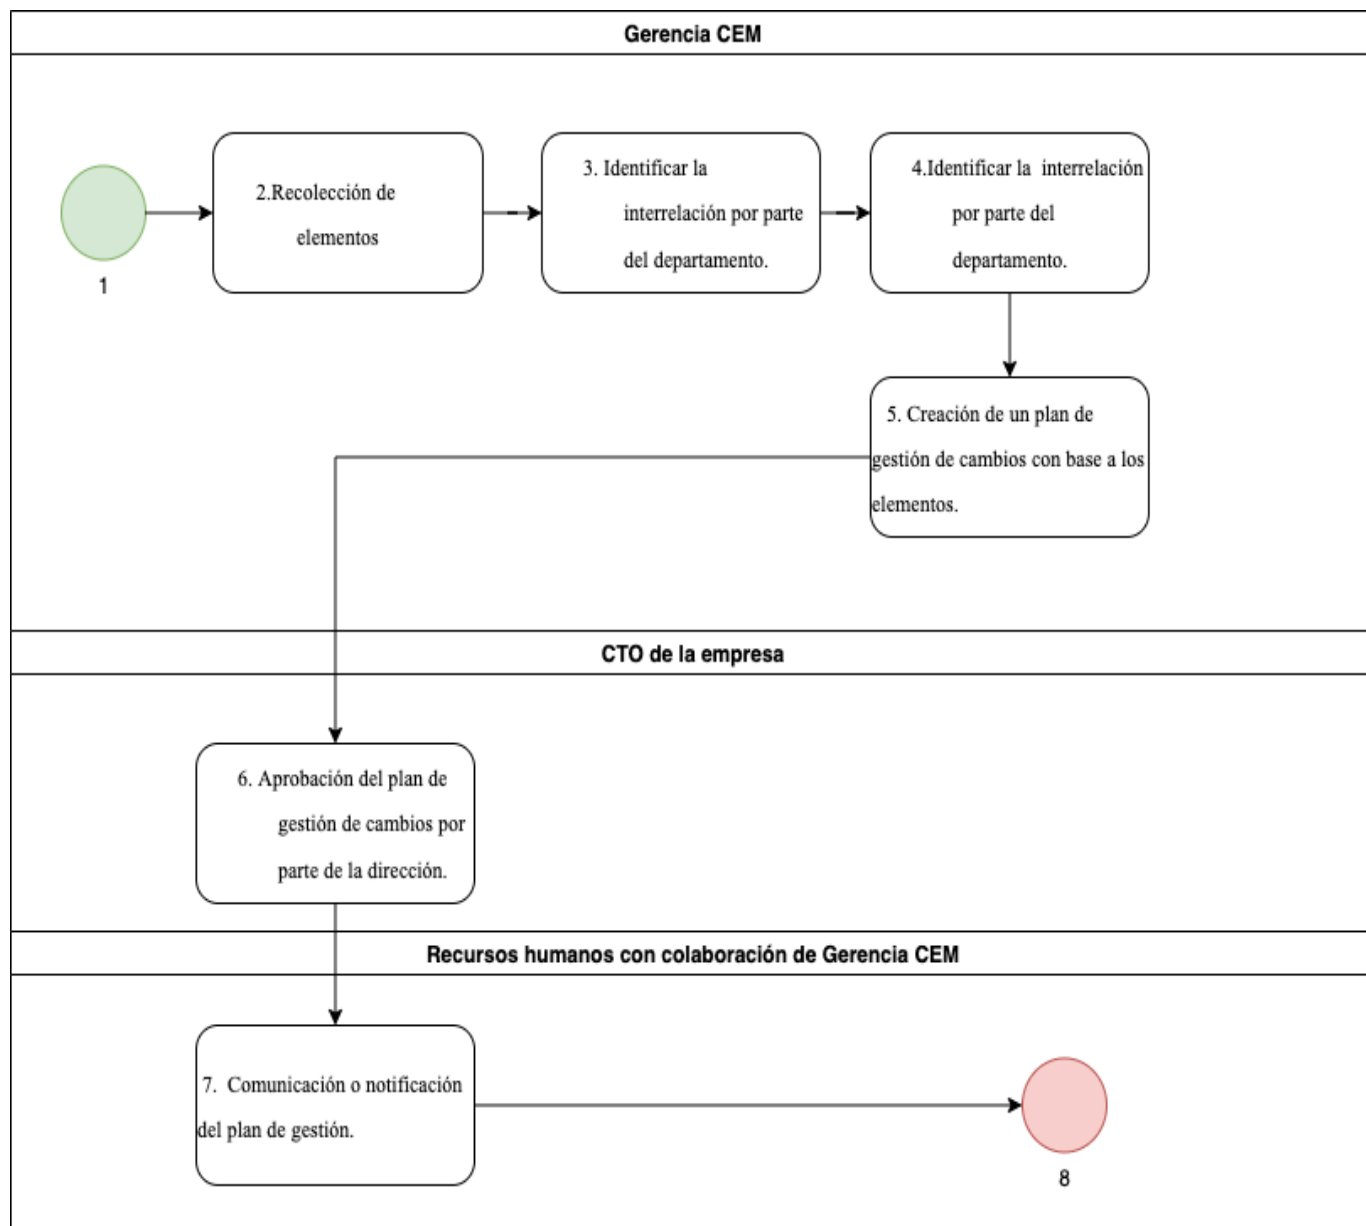 Gerencia CEM
1
2.Recolección de
elementos
3. Identificar la
interrelación por parte
del departamento.
4.Identificar la interrelación
por parte del
departamento.
5. Creación de un plan de
gestión de cambios con base a los
elementos.
CTO de la empresa
6. Aprobación del plan de
gestión de cambios por
parte de la dirección.
Recursos humanos con colaboración de Gerencia CEM
7. Comunicación o notificación
del plan de gestión.
8